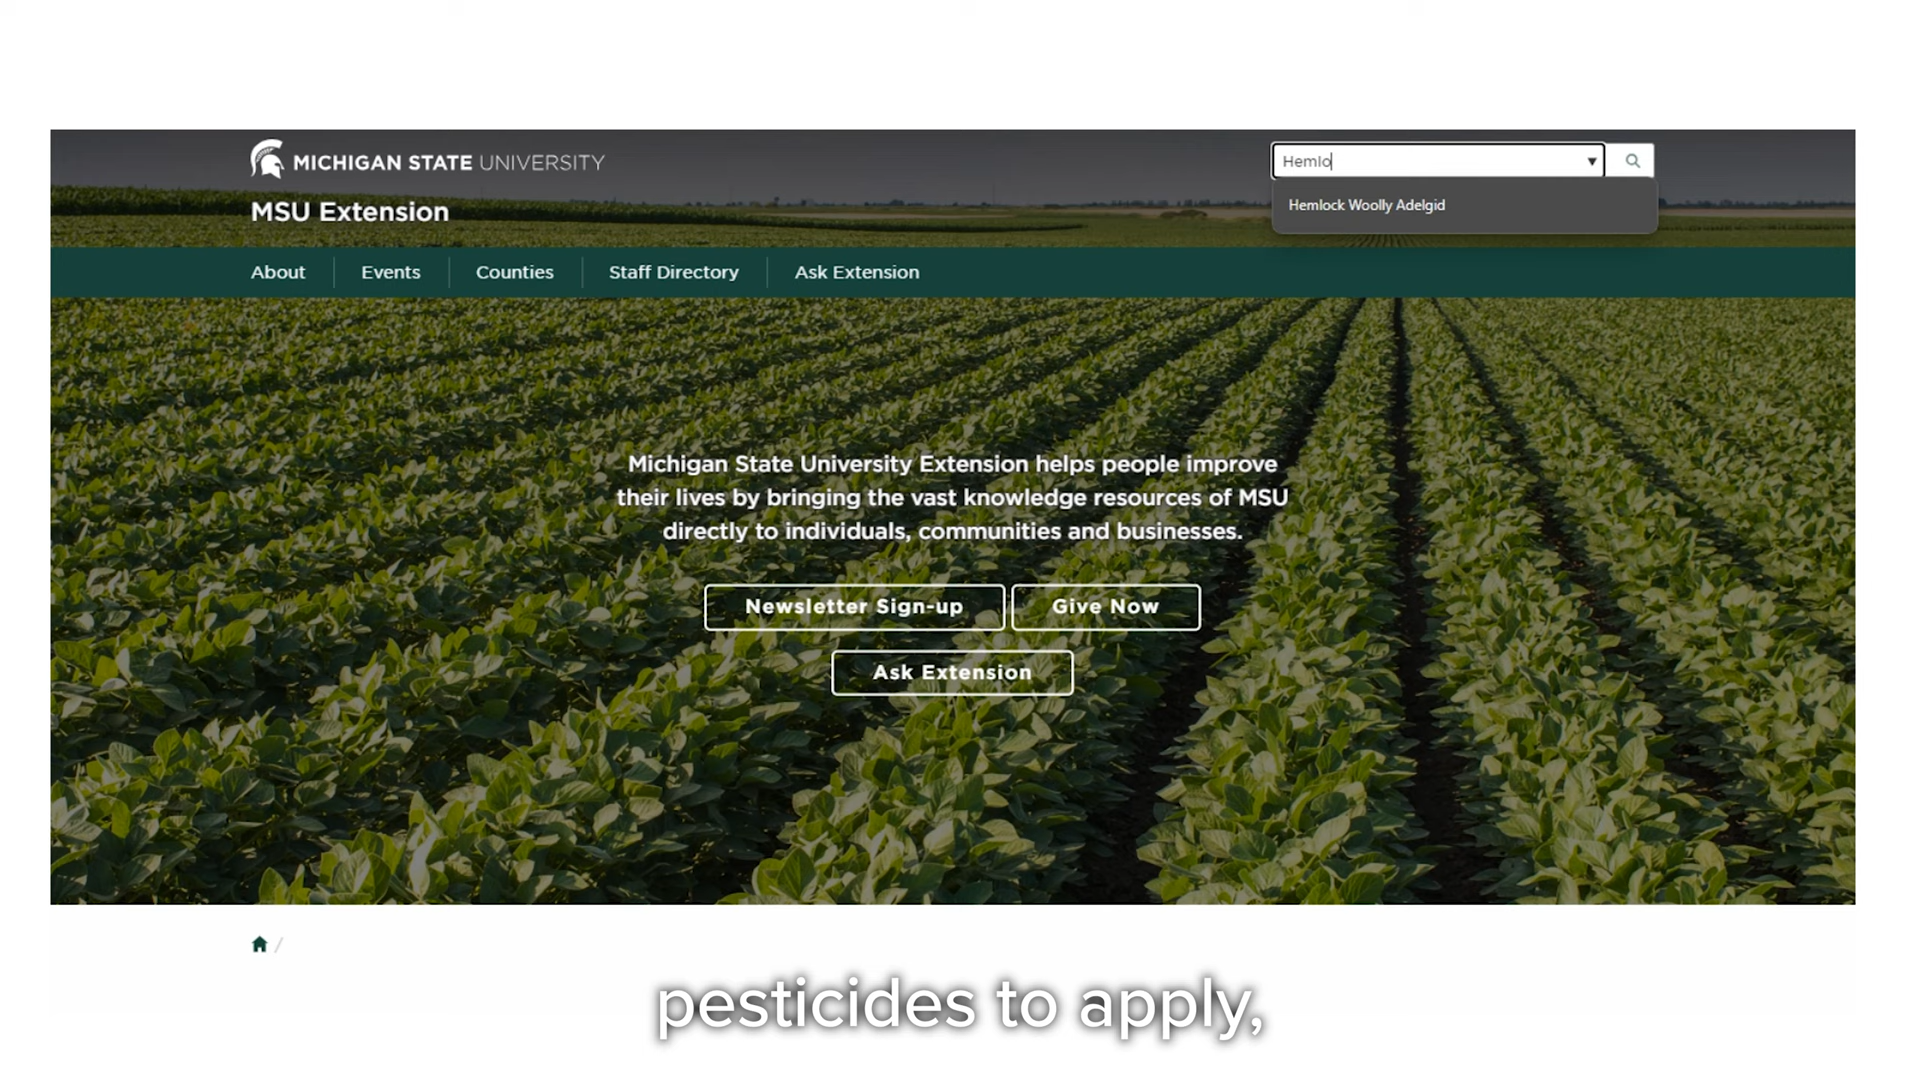 MICHIGAN STATE UNIVERSITY
Hemlo
MSU Extension
Hemlock Woolly Adelgid
About
Events
Counties
Staff Directory
Ask Extension
Michigan State University Extension helps people improve
their lives by bringing the vast knowledge resources of MSU
directly to individuals, communities and businesses.
Newsletter Sign-up
Give Now
Ask Extension
/
pesticides to apply,